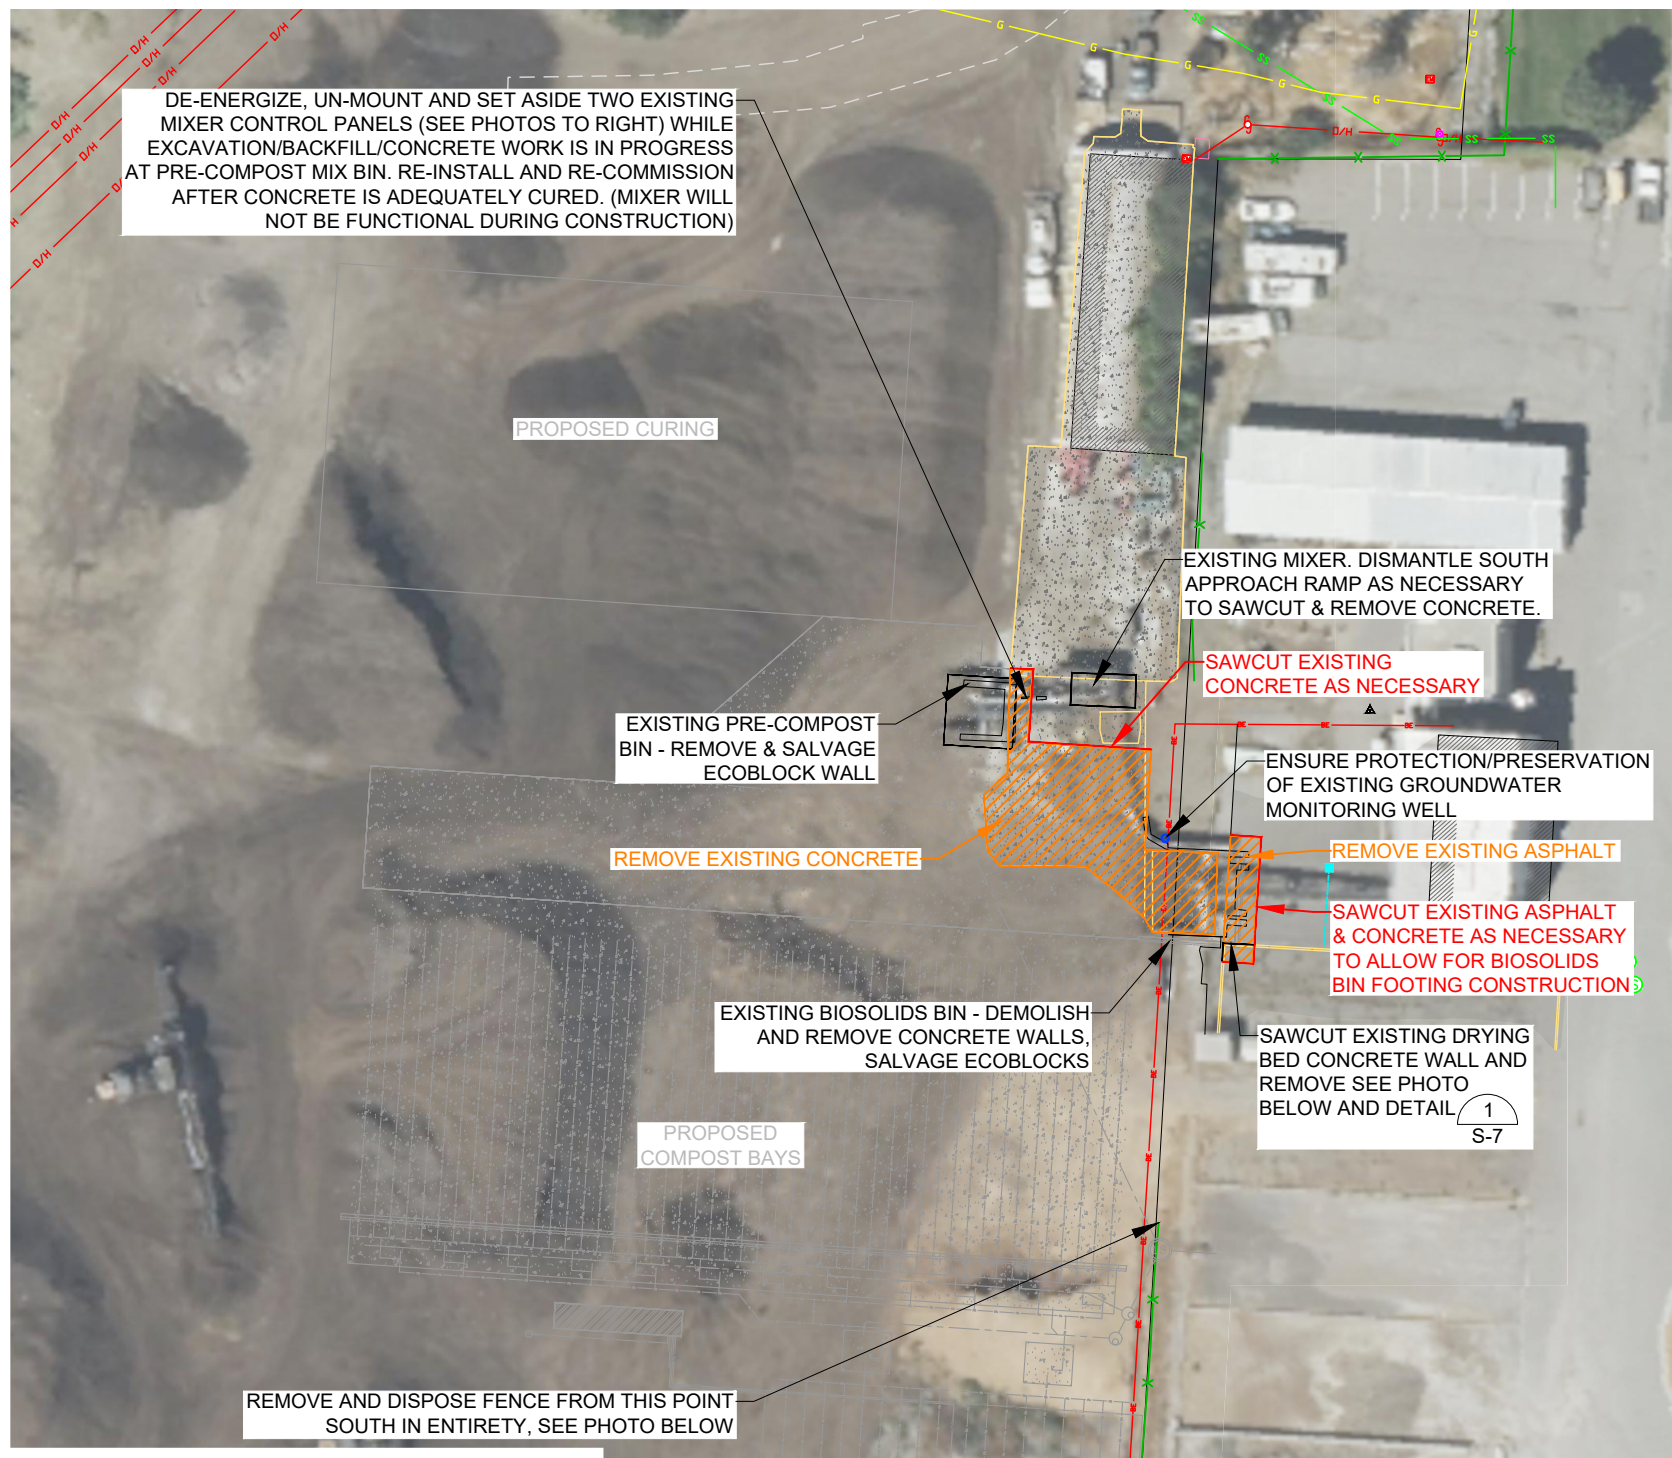 DE-ENERGIZE, UN-MOUNT AND SET ASIDE TWO EXISTING
MIXER CONTROL PANELS (SEE PHOTOS TO RIGHT) WHILE
EXCAVATION/BACKFILL/CONCRETE WORK IS IN PROGRESS
AT PRE-COMPOST MIX BIN. RE-INSTALL AND RE-COMMISSION
AFTER CONCRETE IS ADEQUATELY CURED. (MIXER WILL
NOT BE FUNCTIONAL DURING CONSTRUCTION)
O/H
O/H
O/H
O/H
O/H
O/H
O/H
G
G
G
G
G
G
SS
SS
SS
SS
SS
SS
O/H
PROPOSED CURING
EXISTING MIXER. DISMANTLE SOUTH
APPROACH RAMP AS NECESSARY
TO SAWCUT & REMOVE CONCRETE.
SAWCUT EXISTING
CONCRETE AS NECESSARY
EXISTING PRE-COMPOST
BIN - REMOVE & SALVAGE
ECOBLOCK WALL
ENSURE PROTECTION/PRESERVATION
OF EXISTING GROUNDWATER
MONITORING WELL
REMOVE EXISTING CONCRETE
REMOVE EXISTING ASPHALT
SAWCUT EXISTING ASPHALT
& CONCRETE AS NECESSARY
TO ALLOW FOR BIOSOLIDS
BIN FOOTING CONSTRUCTION
EXISTING BIOSOLIDS BIN - DEMOLISH
AND REMOVE CONCRETE WALLS,
SALVAGE ECOBLOCKS
SAWCUT EXISTING DRYING
BED CONCRETE WALL AND
REMOVE SEE PHOTO
BELOW AND DETAIL
1
S-7
PROPOSED
COMPOST BAYS
REMOVE AND DISPOSE FENCE FROM THIS POINT
SOUTH IN ENTIRETY, SEE PHOTO BELOW